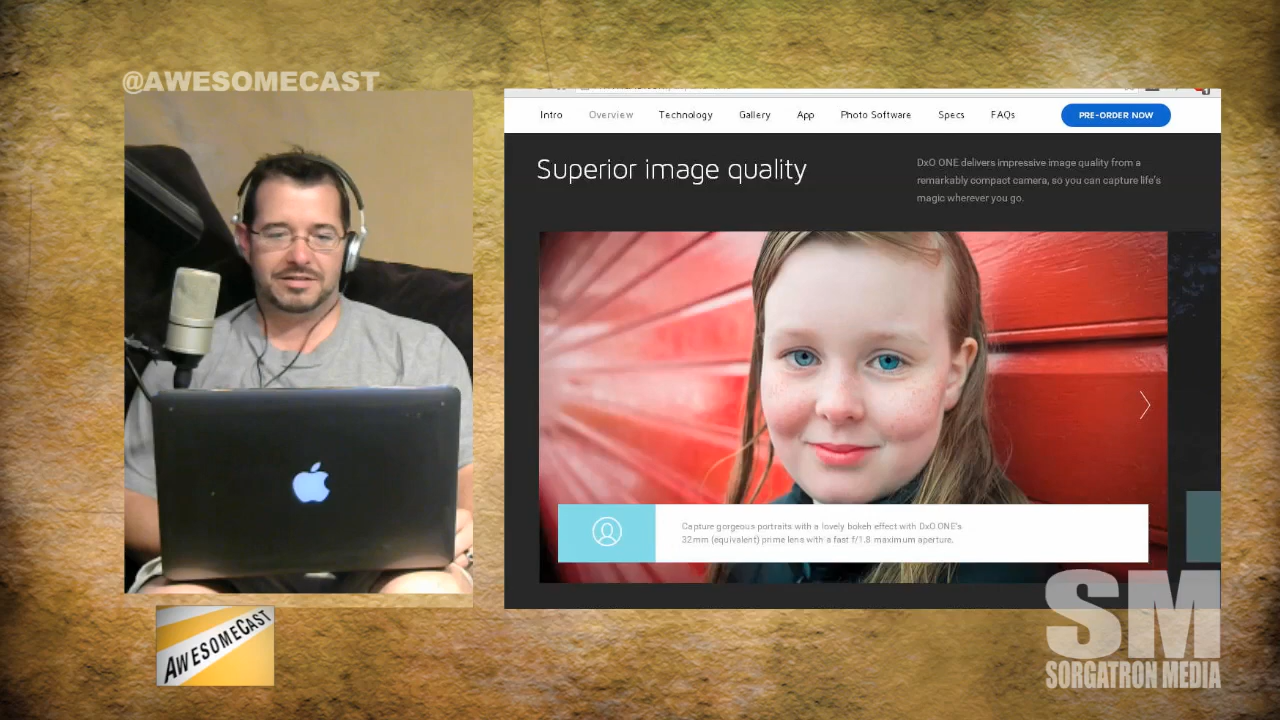 @AWESOMECAST
Intro Overview Technology Gallery App Photo Software Specs FAQs PRE-ORDER NOW
Superior image quality
DxO ONE delivers impressive image quality from a
remarkably compact camera, so you can capture life's
magic wherever you go.
Capture gorgeous portraits with a lovely bokeh effect with DxO ONE's
32mm (equivalent) prime lens with a fast f/1.8 maximum aperture.
AWESOMECAST
SM
SORGATRON MEDIA